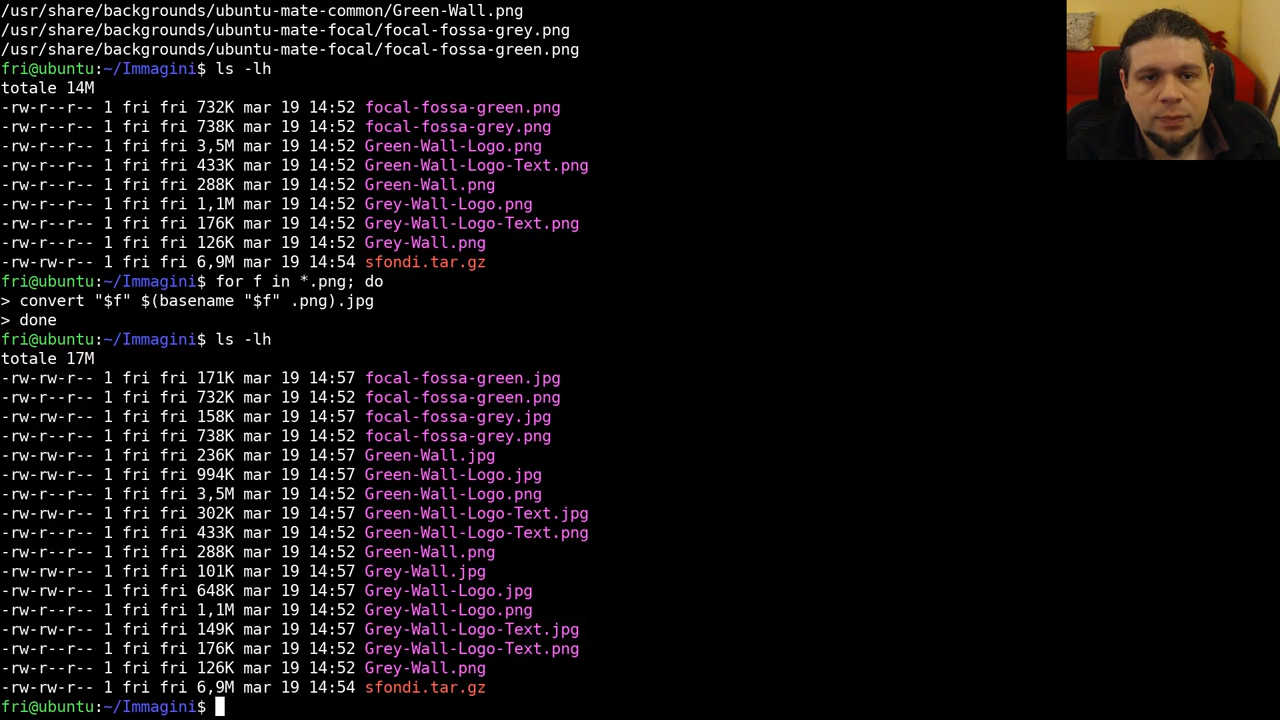 /usr/share/backgrounds/ubuntu-mate-common/Green-Wall.png
/usr/share/backgrounds/ubuntu-mate-focal/focal-fossa-grey.png
/usr/share/backgrounds/ubuntu-mate-focal/focal-fossa-green.png
fri@ubuntu:~/Immagini$ ls -lh
totale 14M
-rw-r--r-- 1 fri fri 732K mar 19 14:52 focal-fossa-green.png
-rw-r--r-- 1 fri fri 738K mar 19 14:52 focal-fossa-grey.png
-rw-r--r-- 1 fri fri 3,5M mar 19 14:52 Green-Wall-Logo.png
-rw-r--r-- 1 fri fri 433K mar 19 14:52 Green-Wall-Logo-Text.png
-rw-r--r-- 1 fri fri 288K mar 19 14:52 Green-Wall.png
-rw-r--r-- 1 fri fri 1,1M mar 19 14:52 Grey-Wall-Logo.png
-rw-r--r-- 1 fri fri 176K mar 19 14:52 Grey-Wall-Logo-Text.png
-rw-r--r-- 1 fri fri 126K mar 19 14:52 Grey-Wall.png
-rw-rw-r-- 1 fri fri 6,9M mar 19 14:54 sfondi.tar.gz
fri@ubuntu:~/Immagini$ for f in *.png; do
> convert "$f" $(basename "$f" .png).jpg
> done
fri@ubuntu:~/Immagini$ ls -lh
totale 17M
-rw-rw-r-- 1 fri fri 171K mar 19 14:57 focal-fossa-green.jpg
-rw-r--r-- 1 fri fri 732K mar 19 14:52 focal-fossa-green.png
-rw-rw-r-- 1 fri fri 158K mar 19 14:57 focal-fossa-grey.jpg
-rw-r--r-- 1 fri fri 738K mar 19 14:52 focal-fossa-grey.png
-rw-rw-r-- 1 fri fri 236K mar 19 14:57 Green-Wall.jpg
-rw-rw-r-- 1 fri fri 994K mar 19 14:57 Green-Wall-Logo.jpg
-rw-r--r-- 1 fri fri 3,5M mar 19 14:52 Green-Wall-Logo.png
-rw-rw-r-- 1 fri fri 302K mar 19 14:57 Green-Wall-Logo-Text.jpg
-rw-r--r-- 1 fri fri 433K mar 19 14:52 Green-Wall-Logo-Text.png
-rw-r--r-- 1 fri fri 288K mar 19 14:52 Green-Wall.png
-rw-rw-r-- 1 fri fri 101K mar 19 14:57 Grey-Wall.jpg
-rw-rw-r-- 1 fri fri 648K mar 19 14:57 Grey-Wall-Logo.jpg
-rw-r--r-- 1 fri fri 1,1M mar 19 14:52 Grey-Wall-Logo.png
-rw-rw-r-- 1 fri fri 149K mar 19 14:57 Grey-Wall-Logo-Text.jpg
-rw-r--r-- 1 fri fri 176K mar 19 14:52 Grey-Wall-Logo-Text.png
-rw-r--r-- 1 fri fri 126K mar 19 14:52 Grey-Wall.png
-rw-rw-r-- 1 fri fri 6,9M mar 19 14:54 sfondi.tar.gz
fri@ubuntu:~/Immagini$